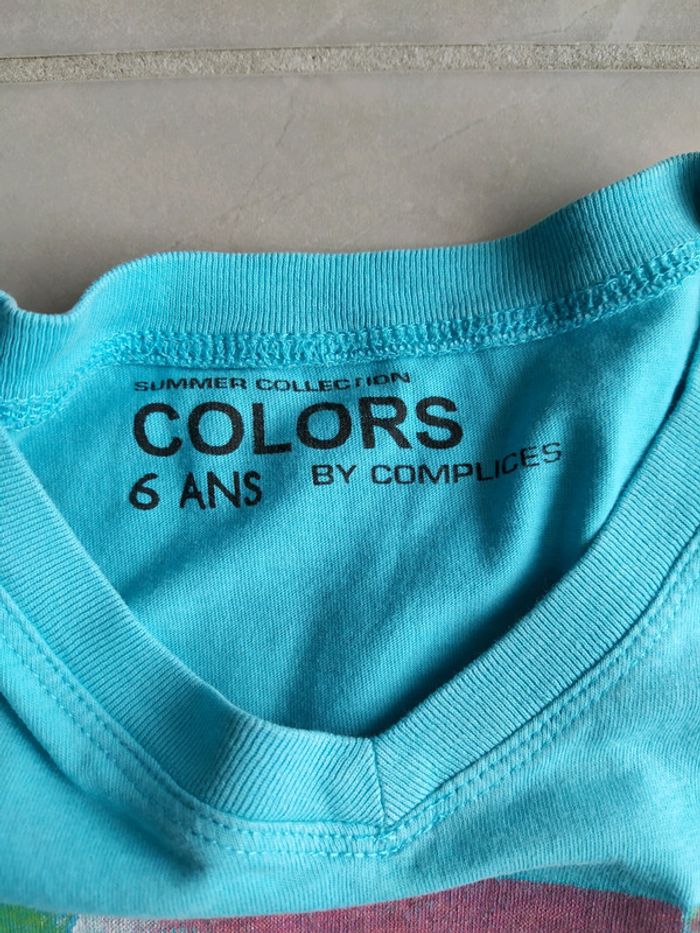 SUMMER COLLECTION
COLORS
6 ANS BY COMPLICES